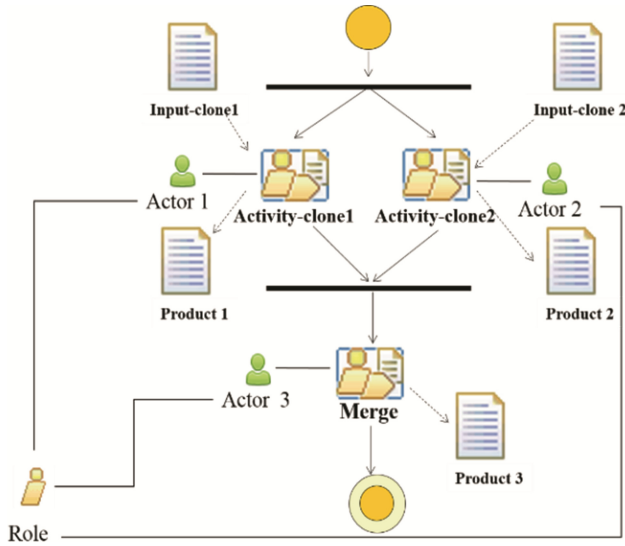 Input-clone1
Input-clone 2
Actor 1
Activity-clone1
Activity-clone2
Actor 2
Product 1
Product 2
Actor 3
Merge
Product 3
Role